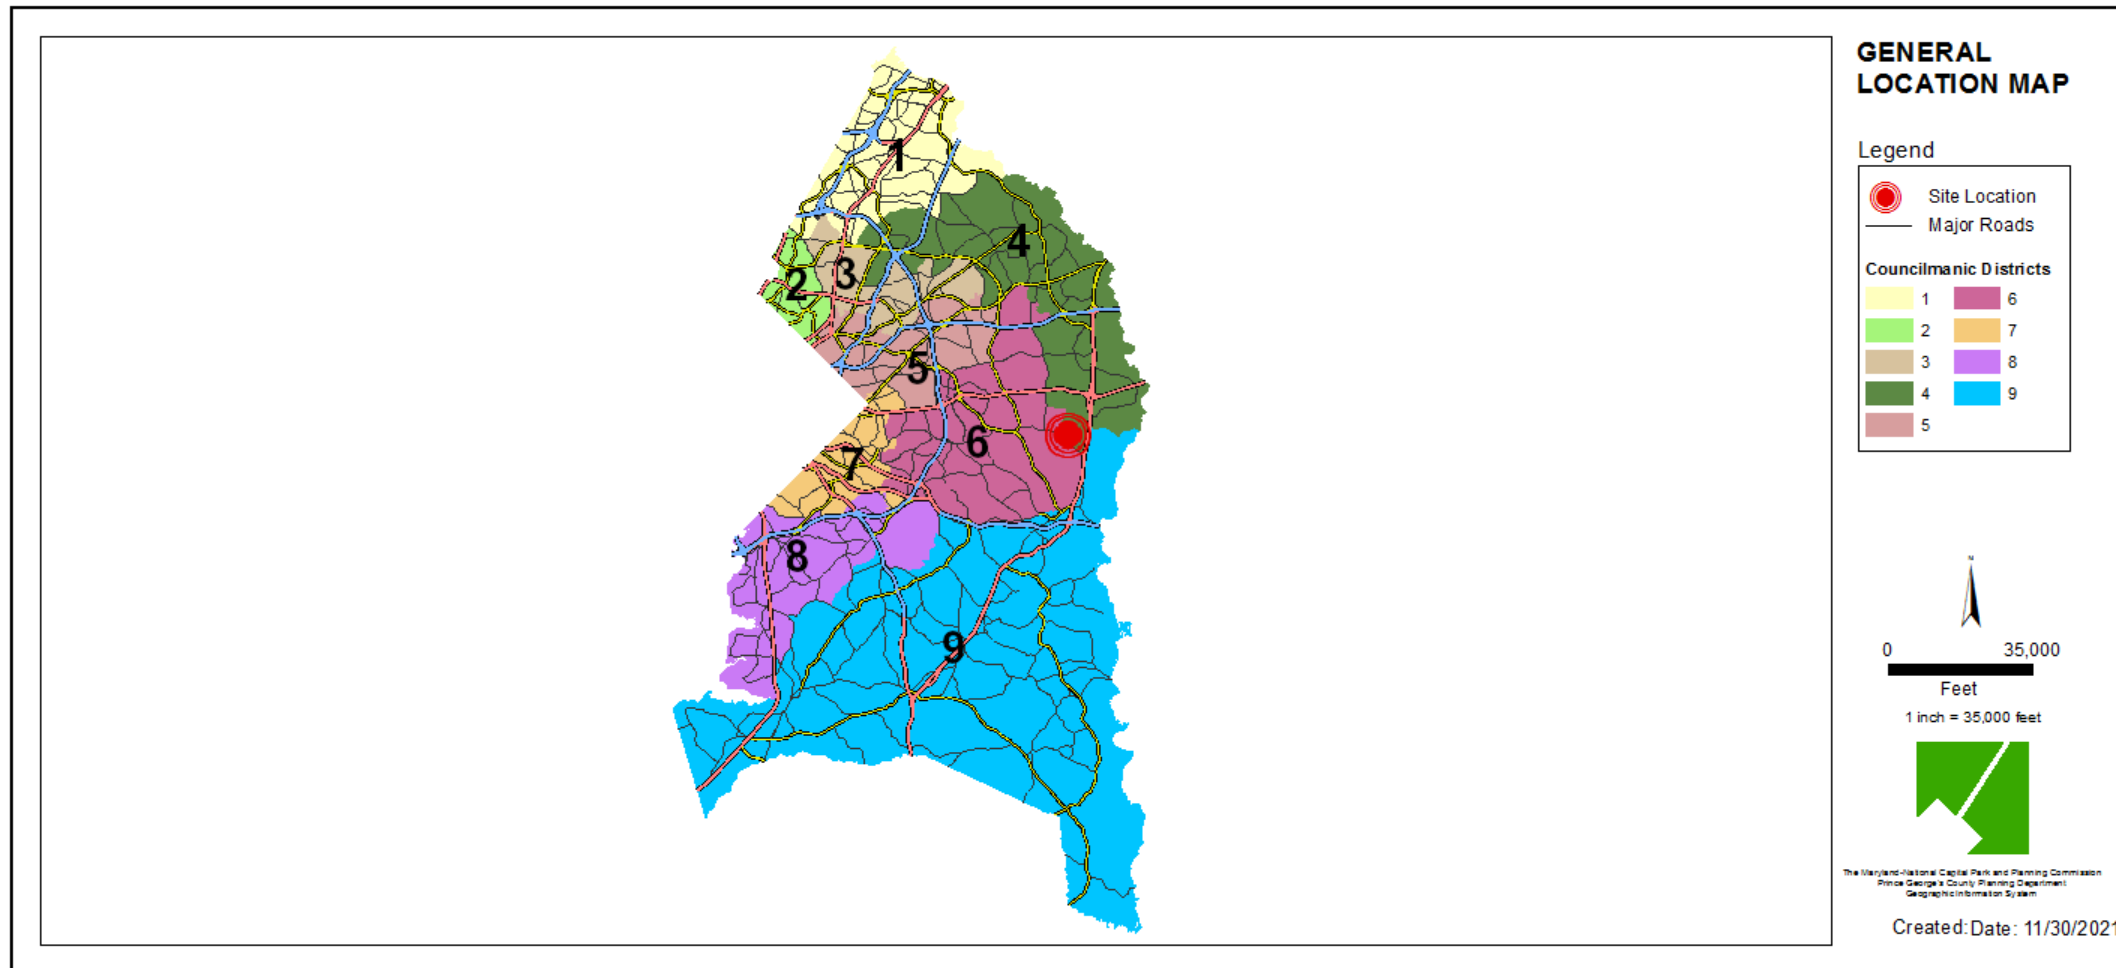 GENERAL
LOCATION MAP
Legend
Site Location
Major Roads
Councilmanic Districts
1 6
2 7
3 8
4 9
5
1
2
3
4
5
6
7
8
9
N
0 35,000
Feet
1 inch = 35,000 feet
The Maryland-National Capital Park and Planning Commission
Prince George's County Planning Department
Geographic Information System
Created: Date: 11/30/2021